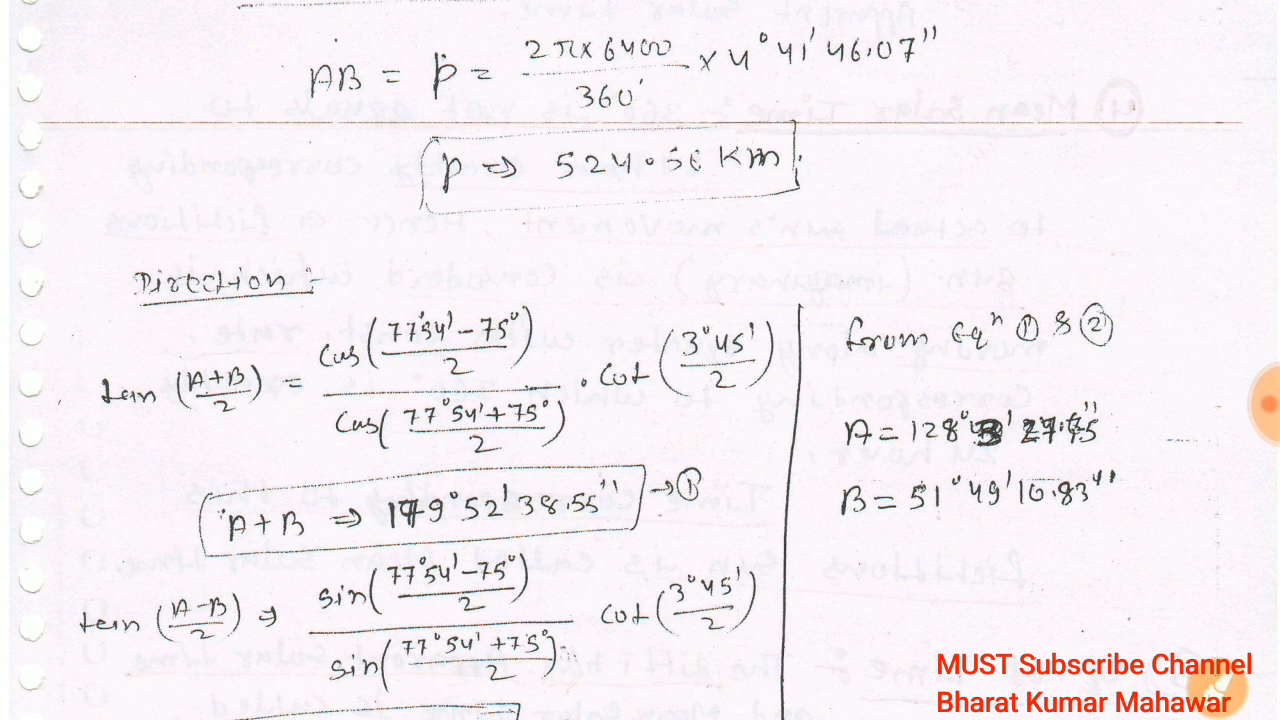 AB = p = 2π×6400 / 360° × 4° 41' 46.07"
p ⇒ 524.56 KM.
Direction :
tan (A+B / 2) = cos(77°54' - 75° / 2) / cos(77°54' + 75° / 2) . cot (3°45' / 2)
A+B ⇒ 179° 52' 38.55" → ①
tan (A-B / 2) ⇒ sin(77°54' - 75° / 2) / sin(77°54' + 75° / 2) cot (3°45' / 2)
from Eqⁿ ① & ②
A = 128°
B = 51° 49' 10.83"
MUST Subscribe Channel
Bharat Kumar Mahawar